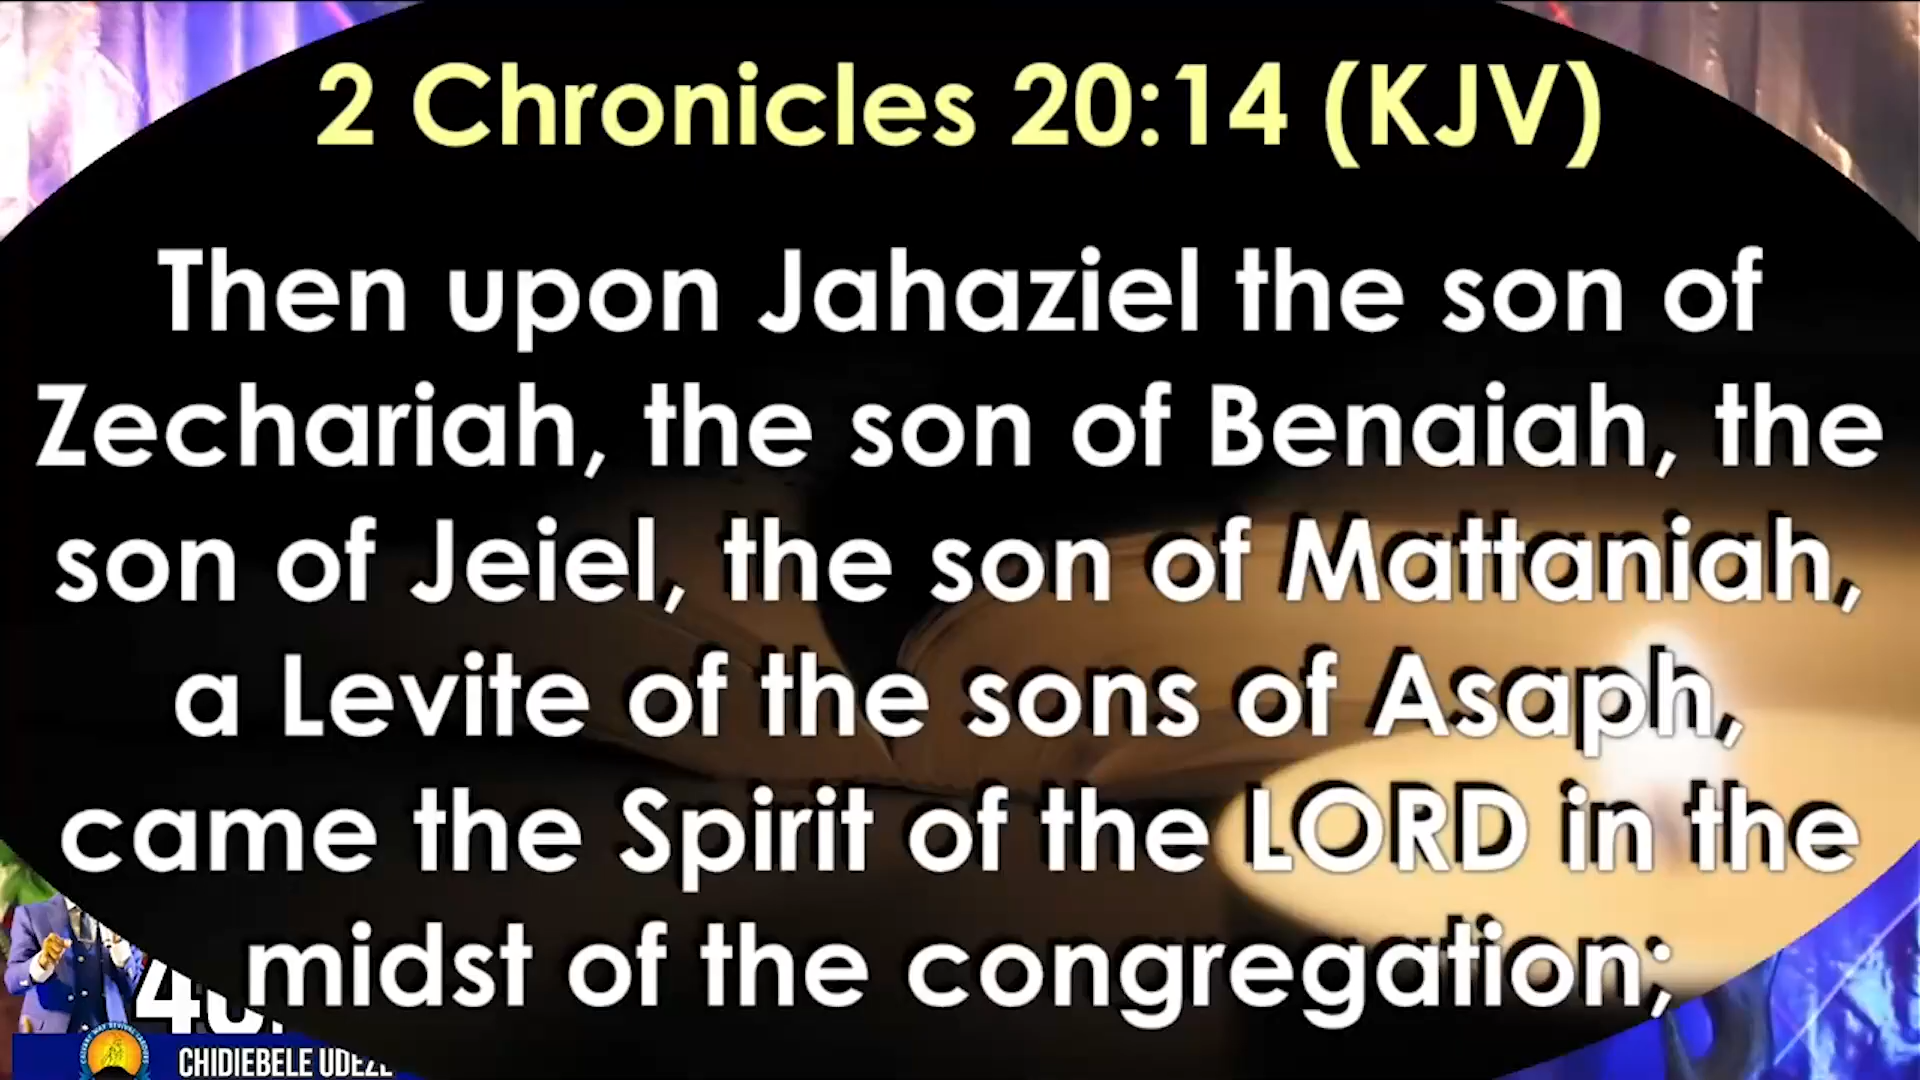 2 Chronicles 20:14 (KJV)
Then upon Jahaziel the son of
Zechariah, the son of Benaiah, the
son of Jeiel, the son of Mattaniah,
a Levite of the sons of Asaph,
came the Spirit of the LORD in the
midst of the congregation;
CHIDIEBELE